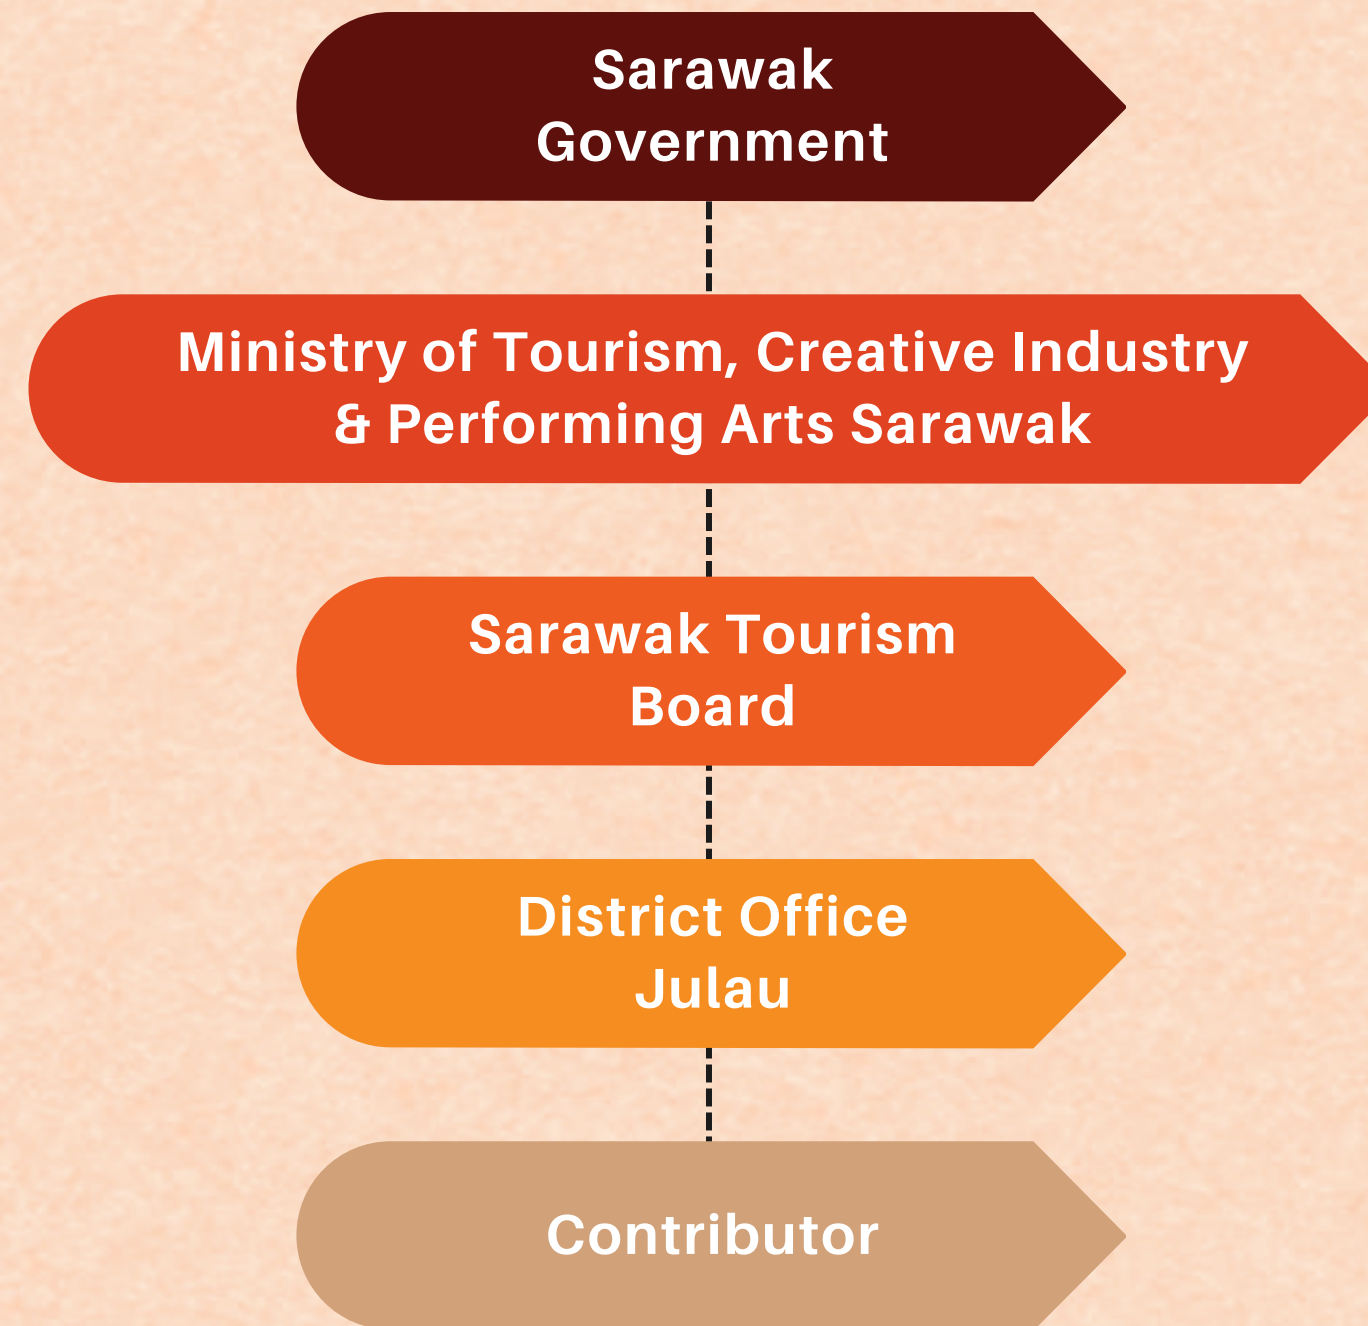 Sarawak
Government
Ministry of Tourism, Creative Industry
& Performing Arts Sarawak
Sarawak Tourism
Board
District Office
Julau
Contributor